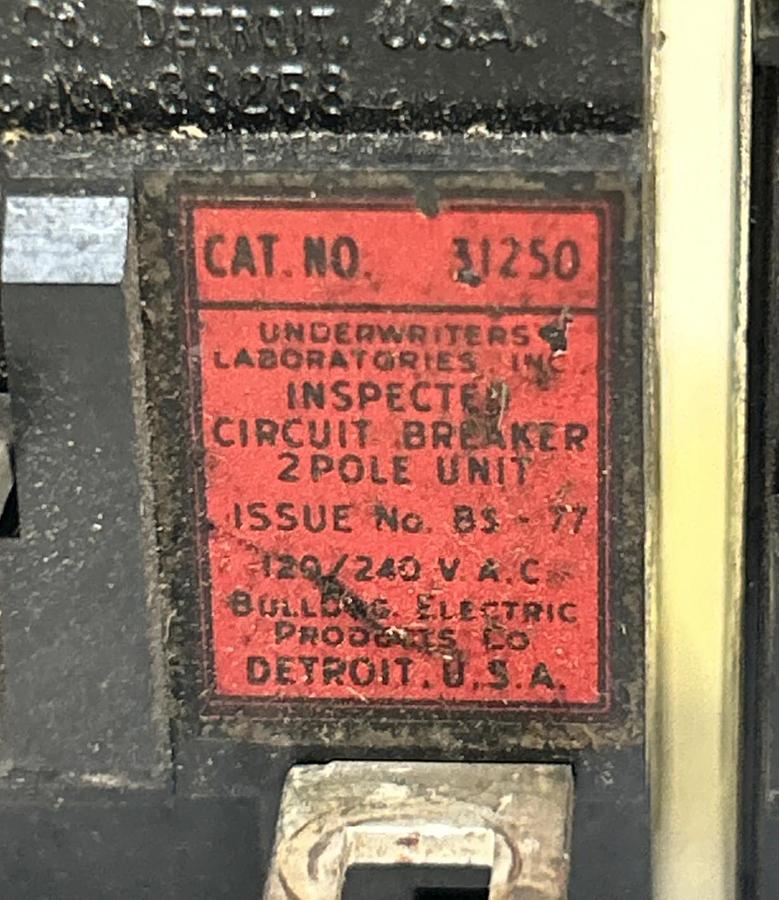 CO. DETROIT, U.S.A.
CAT. NO. 31250
UNDERWRITERS
LABORATORIES INC.
INSPECTED
CIRCUIT BREAKER
2 POLE UNIT
ISSUE No. BS - 77
120/240 V. A.C.
BULLDOG ELECTRIC
PRODUCTS CO
DETROIT, U.S.A.